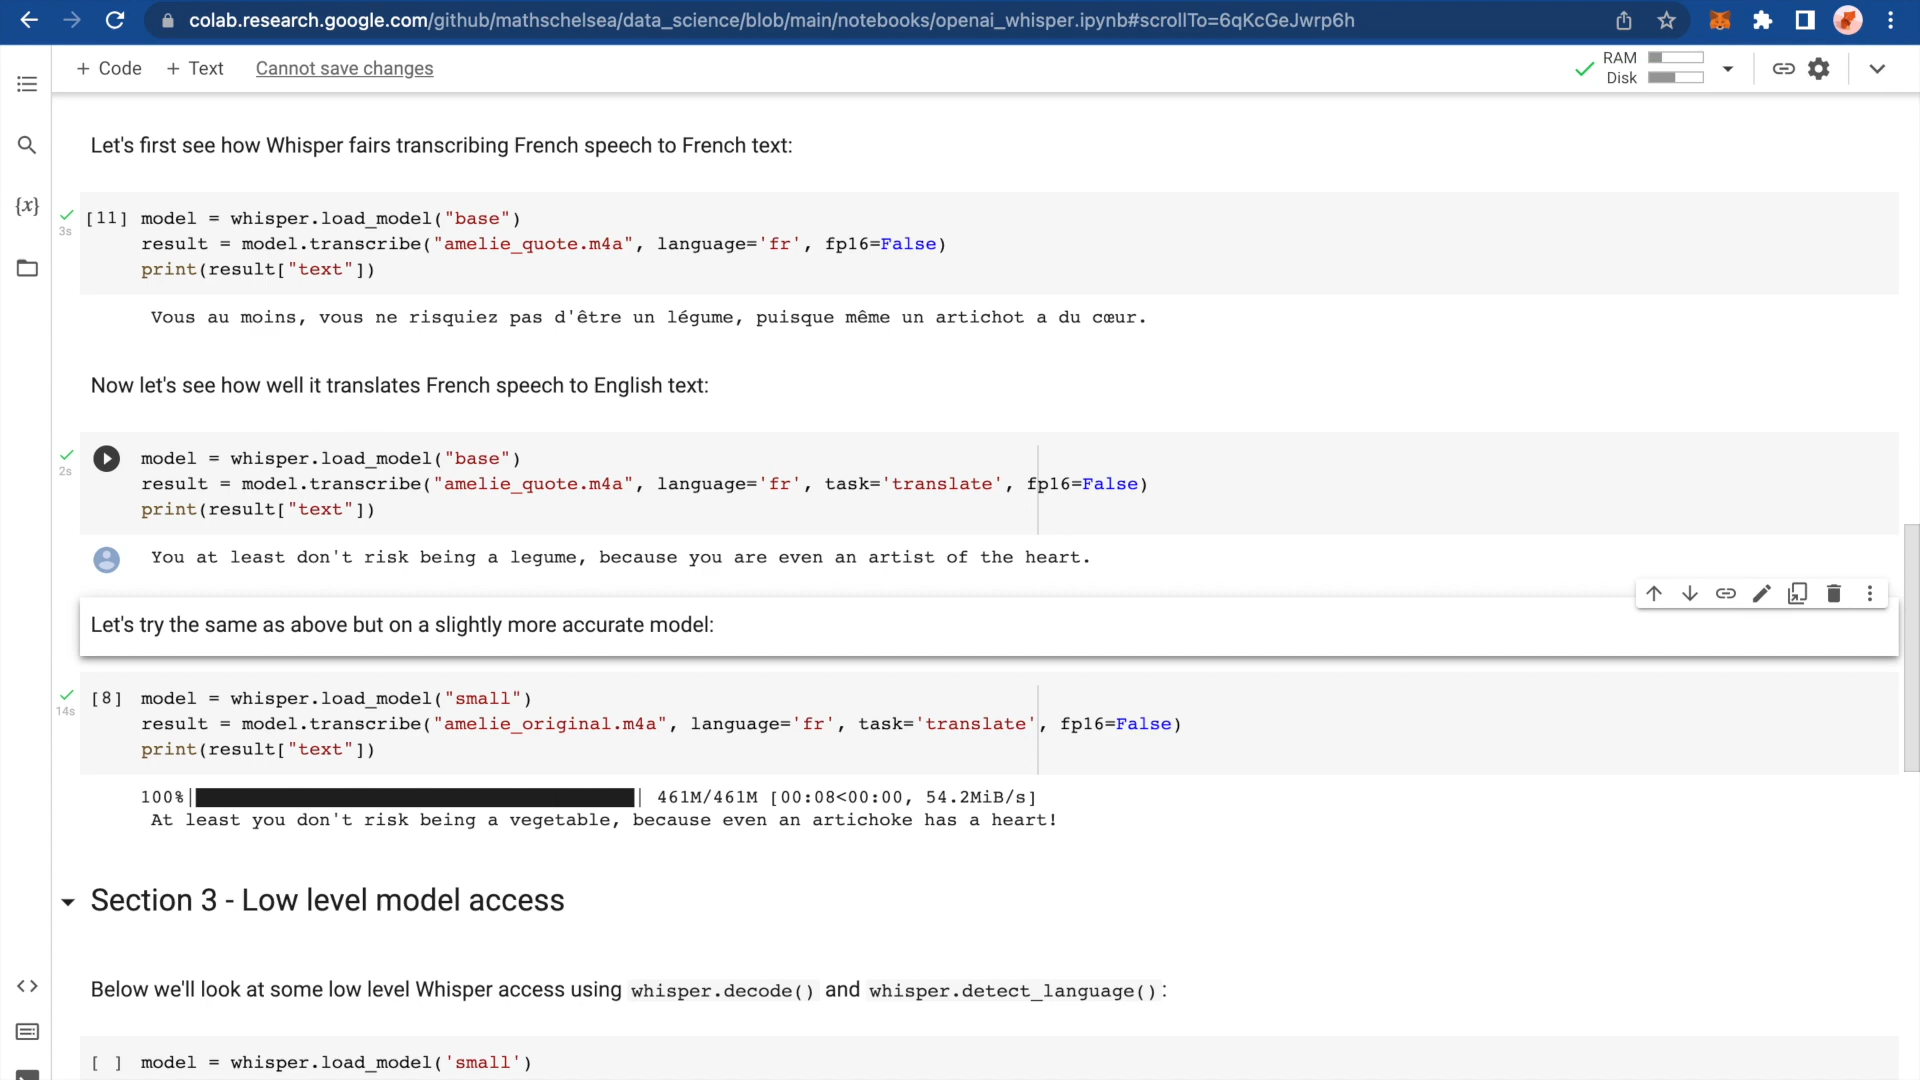 colab.research.google.com/github/mathschelsea/data_science/blob/main/notebooks/openai_whisper.ipynb#scrollTo=6qKcGeJwrp6h
+ Code + Text Cannot save changes
RAM
Disk
Let's first see how Whisper fairs transcribing French speech to French text:
{x}
[11] model = whisper.load_model("base")
3s
result = model.transcribe("amelie_quote.m4a", language='fr', fp16=False)
print(result["text"])
Vous au moins, vous ne risquiez pas d'être un légume, puisque même un artichot a du cœur.
Now let's see how well it translates French speech to English text:
model = whisper.load_model("base")
2s
result = model.transcribe("amelie_quote.m4a", language='fr', task='translate', fp16=False)
print(result["text"])
You at least don't risk being a legume, because you are even an artist of the heart.
Let's try the same as above but on a slightly more accurate model:
[8] model = whisper.load_model("small")
14s
result = model.transcribe("amelie_original.m4a", language='fr', task='translate', fp16=False)
print(result["text"])
100%| | 461M/461M [00:08<00:00, 54.2MiB/s]
At least you don't risk being a vegetable, because even an artichoke has a heart!
Section 3 - Low level model access
Below we'll look at some low level Whisper access using whisper.decode() and whisper.detect_language():
[ ] model = whisper.load_model('small')